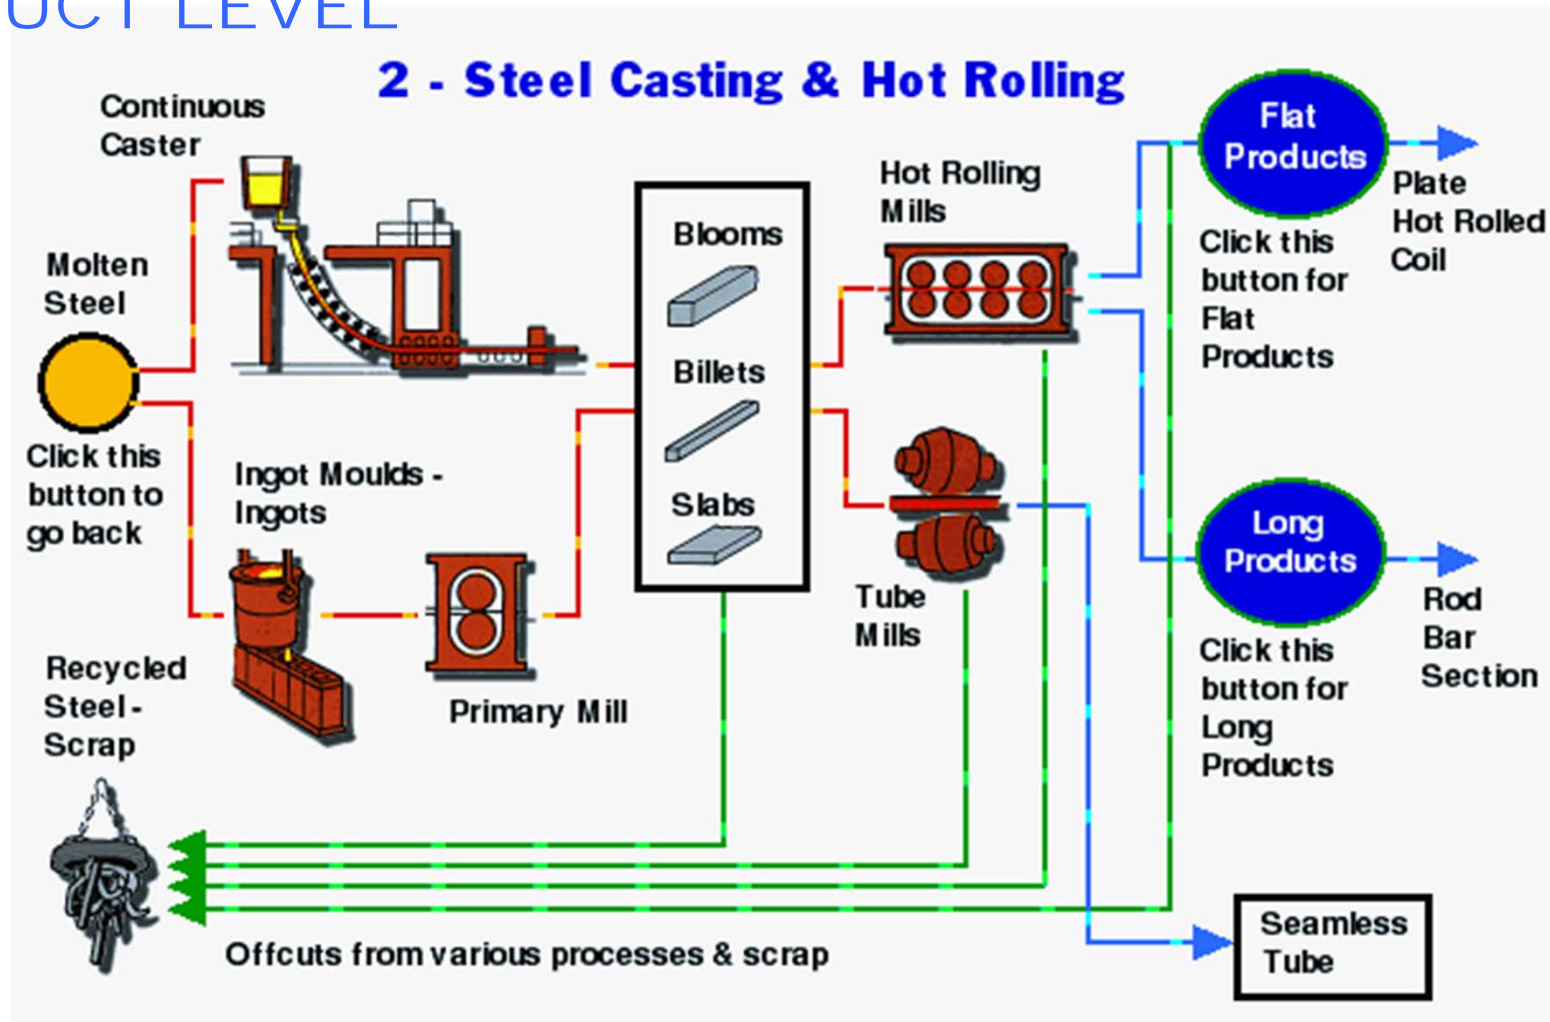 UCT LEVEL
2 - Steel Casting & Hot Rolling
Continuous
Caster
Molten
Steel
Click this
button to
go back
Ingot Moulds -
Ingots
Primary Mill
Recycled
Steel -
Scrap
Blooms
Billets
Slabs
Hot Rolling
Mills
Tube
Mills
Flat
Products
Click this
button for
Flat
Products
Plate
Hot Rolled
Coil
Long
Products
Click this
button for
Long
Products
Rod
Bar
Section
Seamless
Tube
Offcuts from various processes & scrap